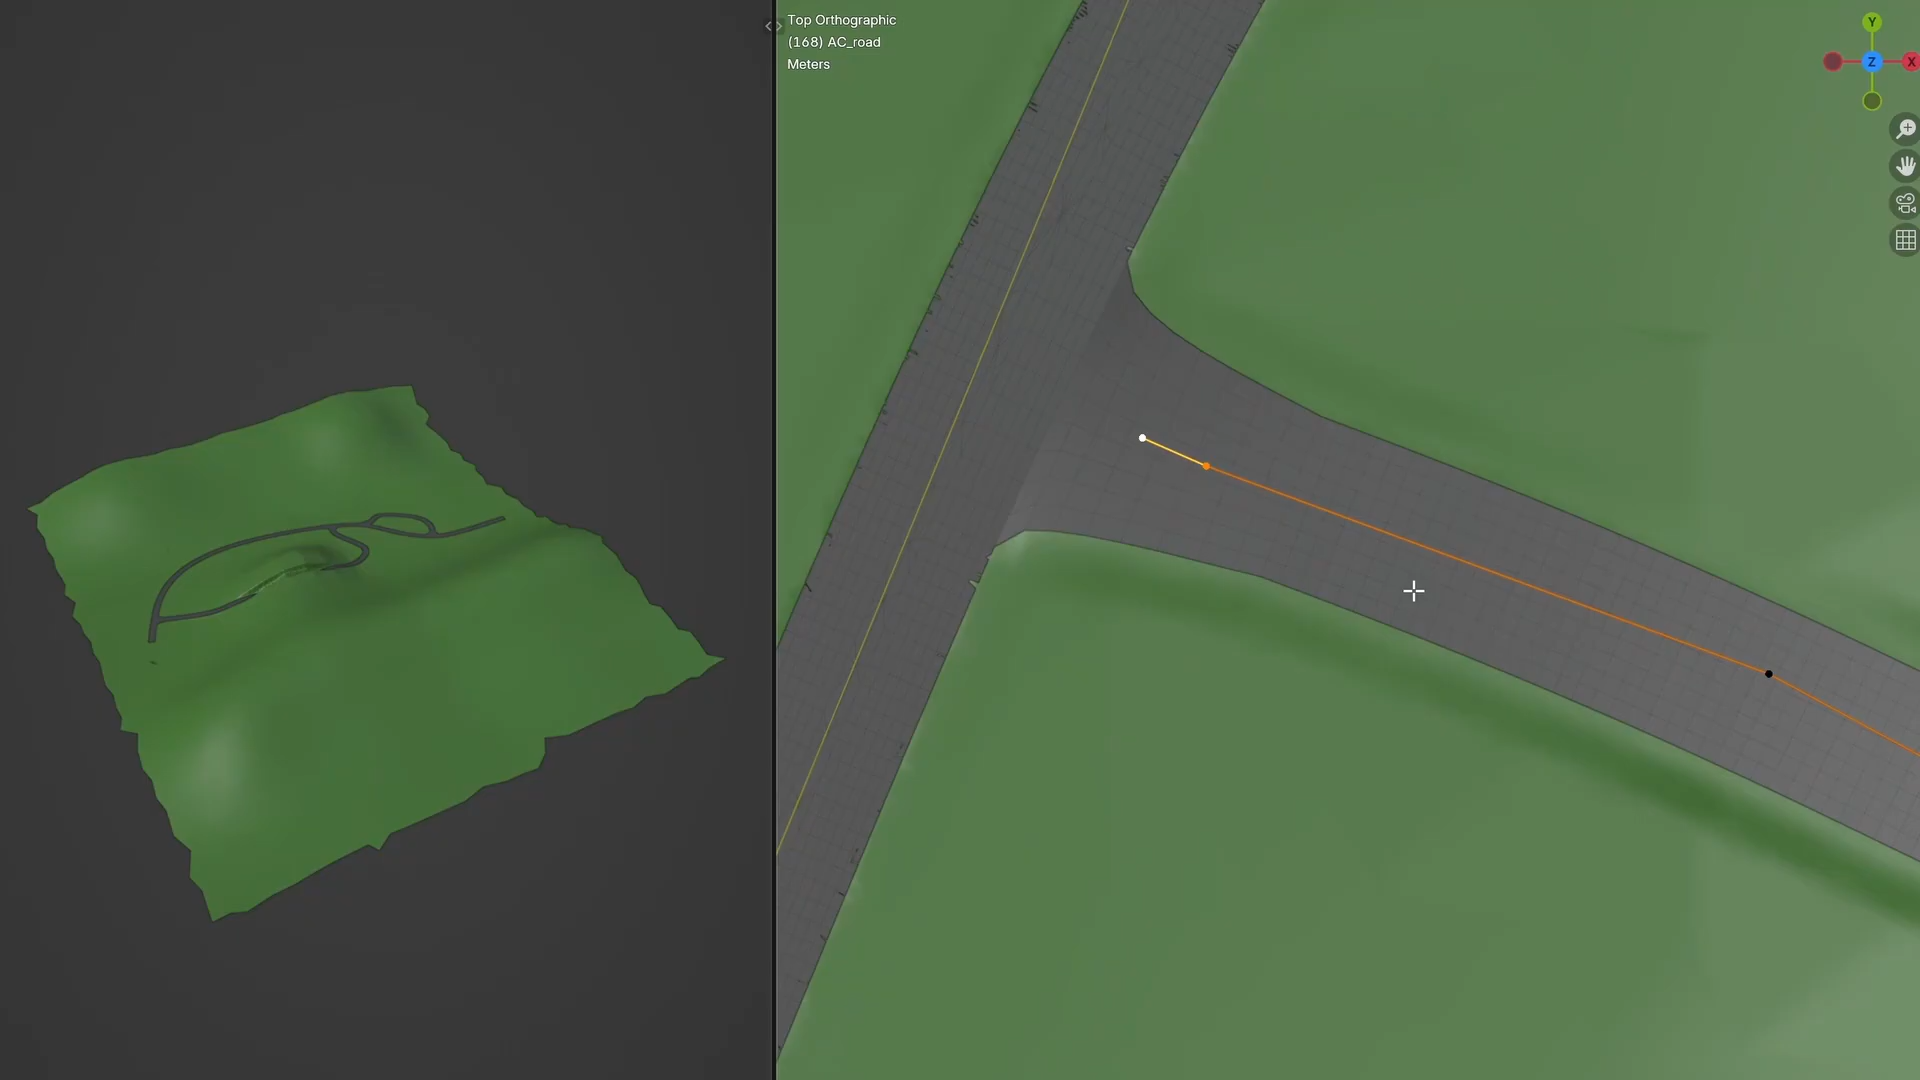 Top Orthographic
(168) AC_road
Meters
Y
Z
X